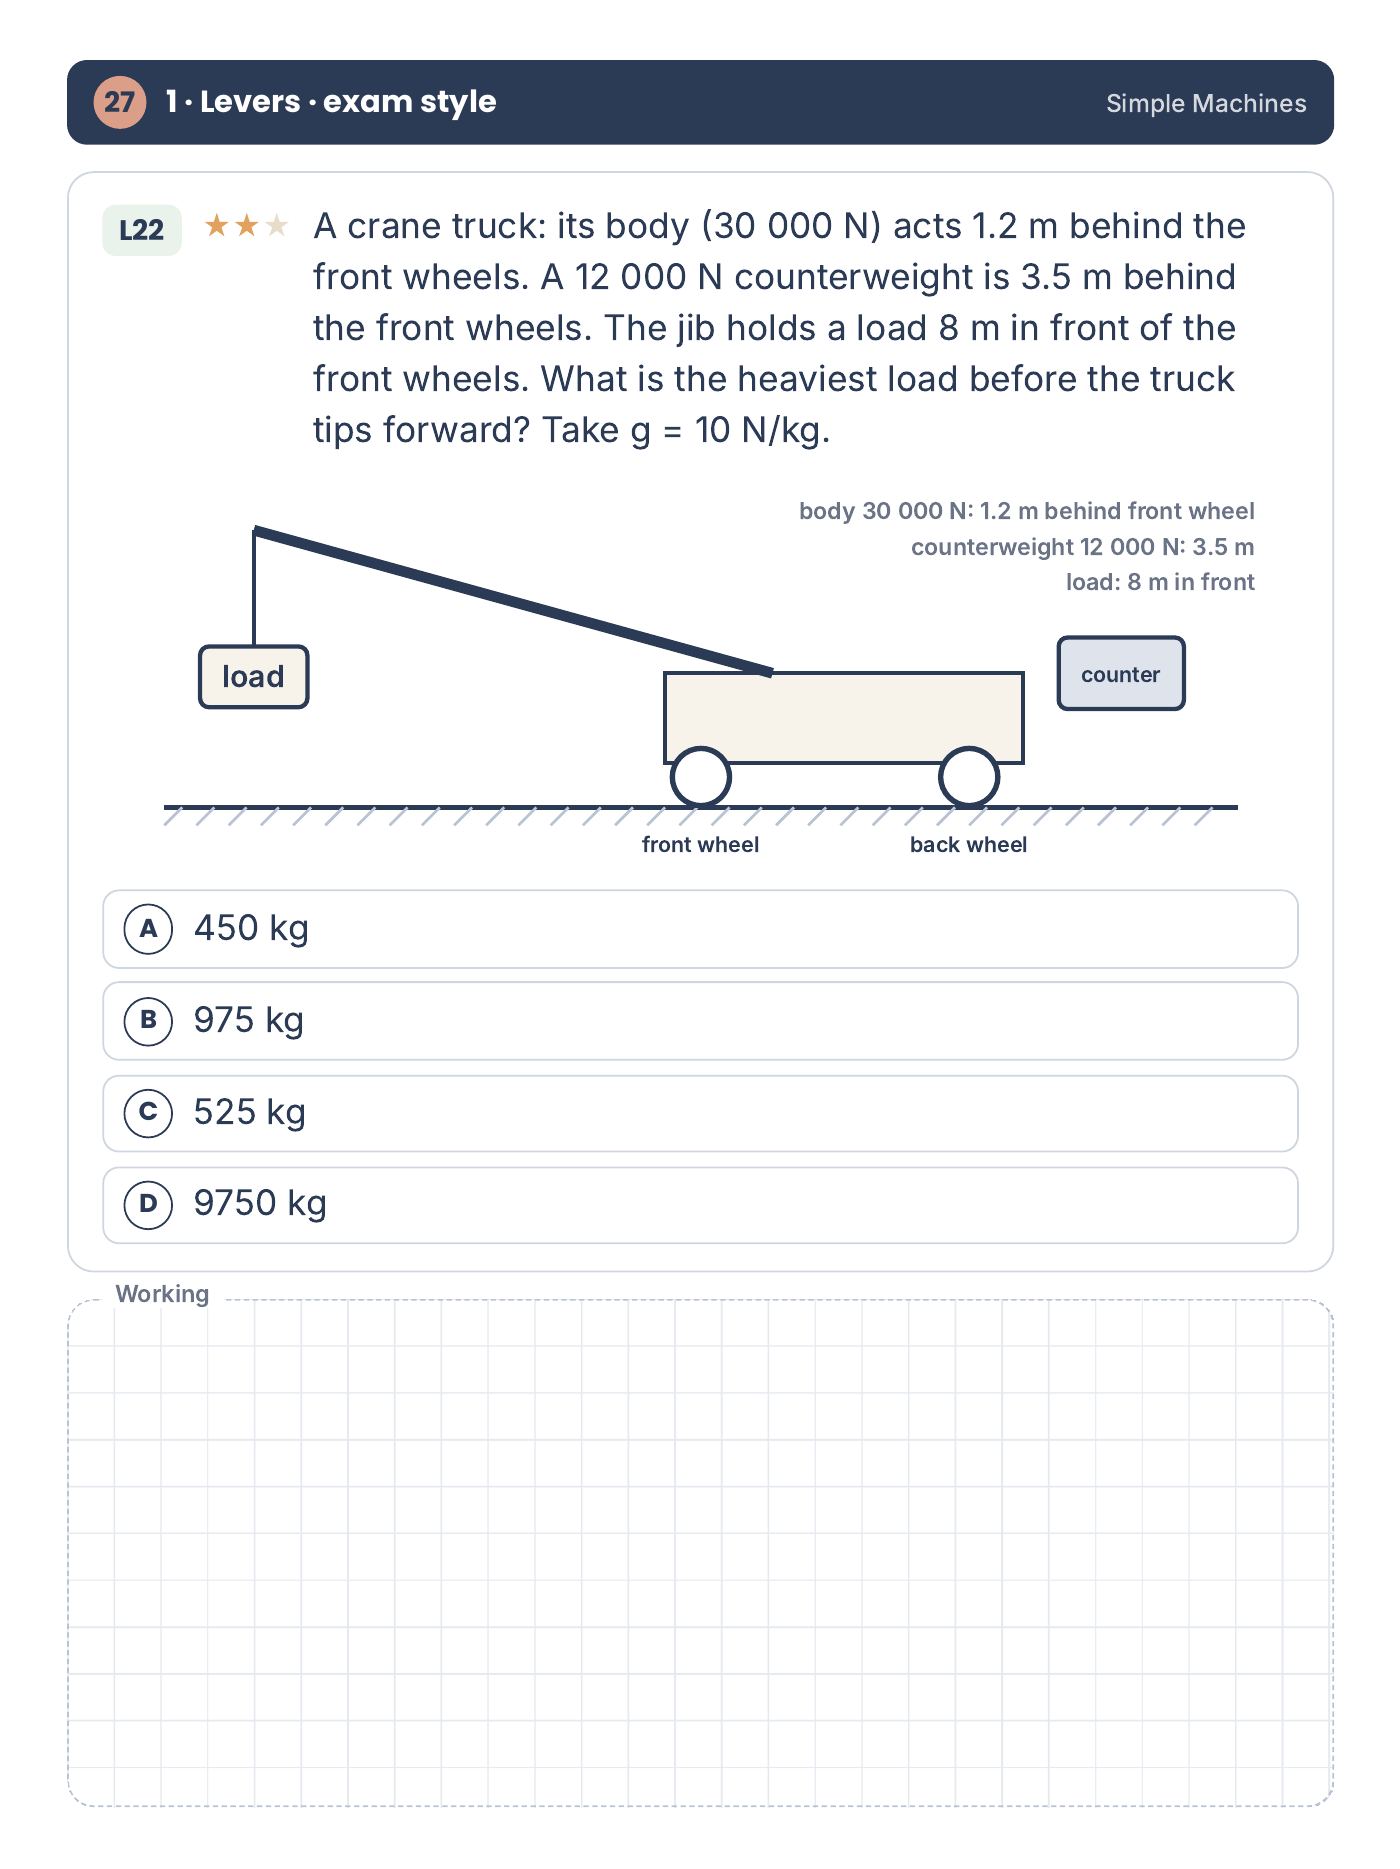 27 1 · Levers · exam style Simple Machines
L22 ★★★ A crane truck: its body (30 000 N) acts 1.2 m behind the
front wheels. A 12 000 N counterweight is 3.5 m behind
the front wheels. The jib holds a load 8 m in front of the
front wheels. What is the heaviest load before the truck
tips forward? Take g = 10 N/kg.
body 30 000 N: 1.2 m behind front wheel
counterweight 12 000 N: 3.5 m
load: 8 m in front
load
counter
front wheel back wheel
A 450 kg
B 975 kg
C 525 kg
D 9750 kg
Working